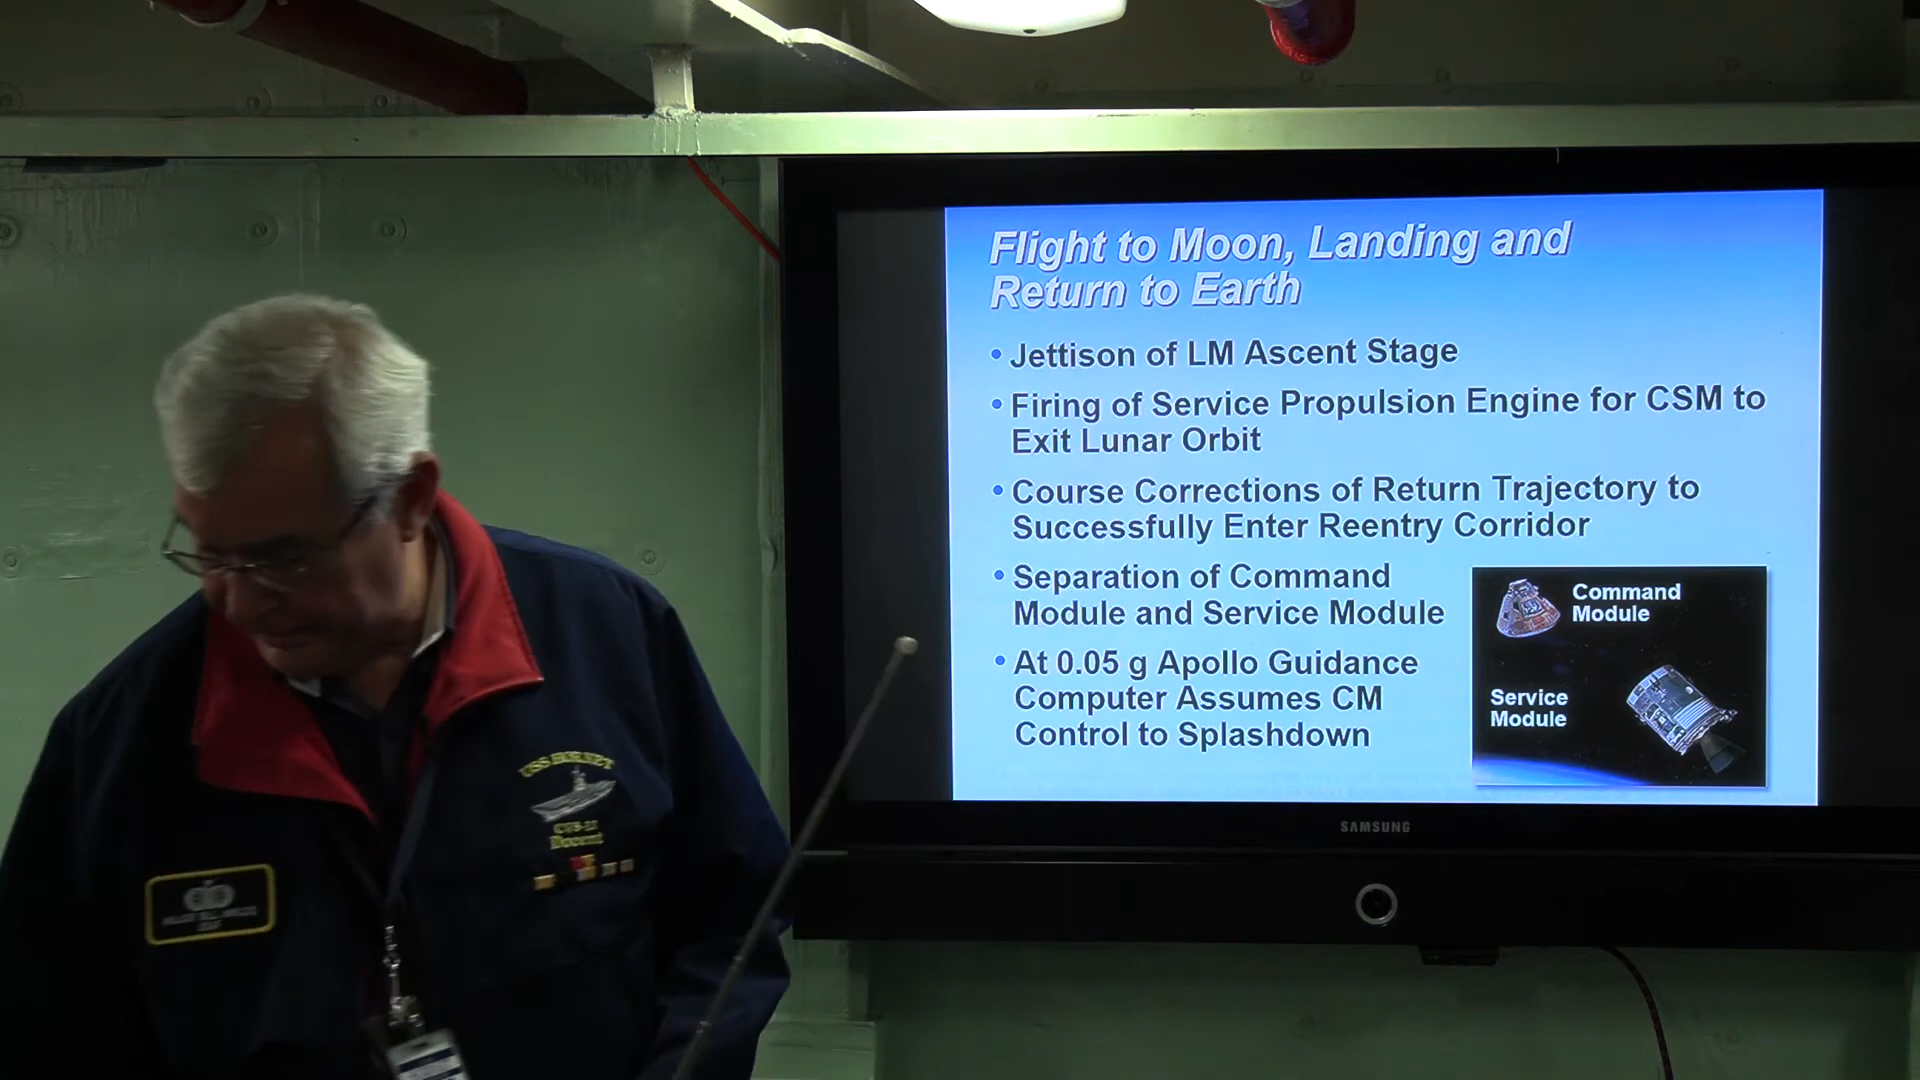 Flight to Moon, Landing and
Return to Earth
• Jettison of LM Ascent Stage
• Firing of Service Propulsion Engine for CSM to
Exit Lunar Orbit
• Course Corrections of Return Trajectory to
Successfully Enter Reentry Corridor
• Separation of Command
Module and Service Module
• At 0.05 g Apollo Guidance
Computer Assumes CM
Control to Splashdown
Command
Module
Service
Module
SAMSUNG
USS HORNET
Docent